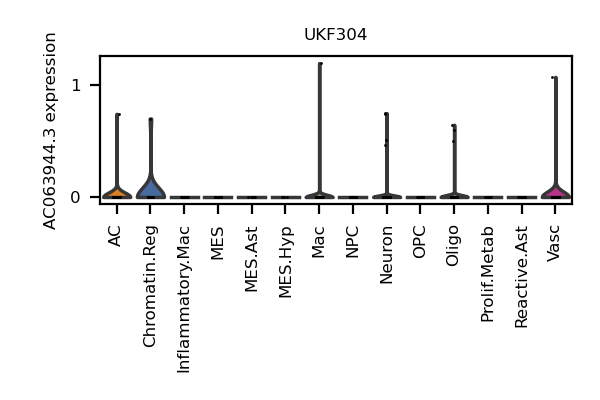 UKF304
AC063944.3 expression
1
0
AC
Chromatin.Reg
Inflammatory.Mac
MES
MES.Ast
MES.Hyp
Mac
NPC
Neuron
OPC
Oligo
Prolif.Metab
Reactive.Ast
Vasc